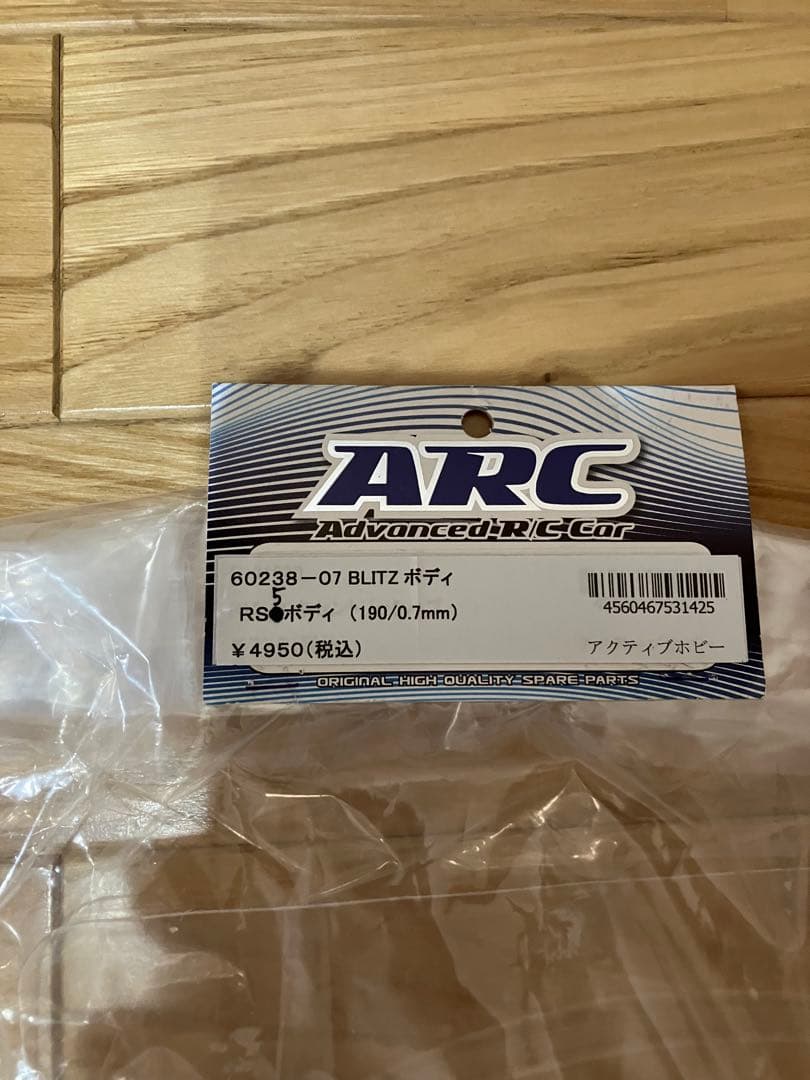 ARC
Advanced R/C Car
60238-07 BLITZ ボディ
5
RS●ボディ (190/0.7mm)
¥4950(税込)
4560467531425
アクティブホビー
ORIGINAL HIGH QUALITY SPARE PARTS